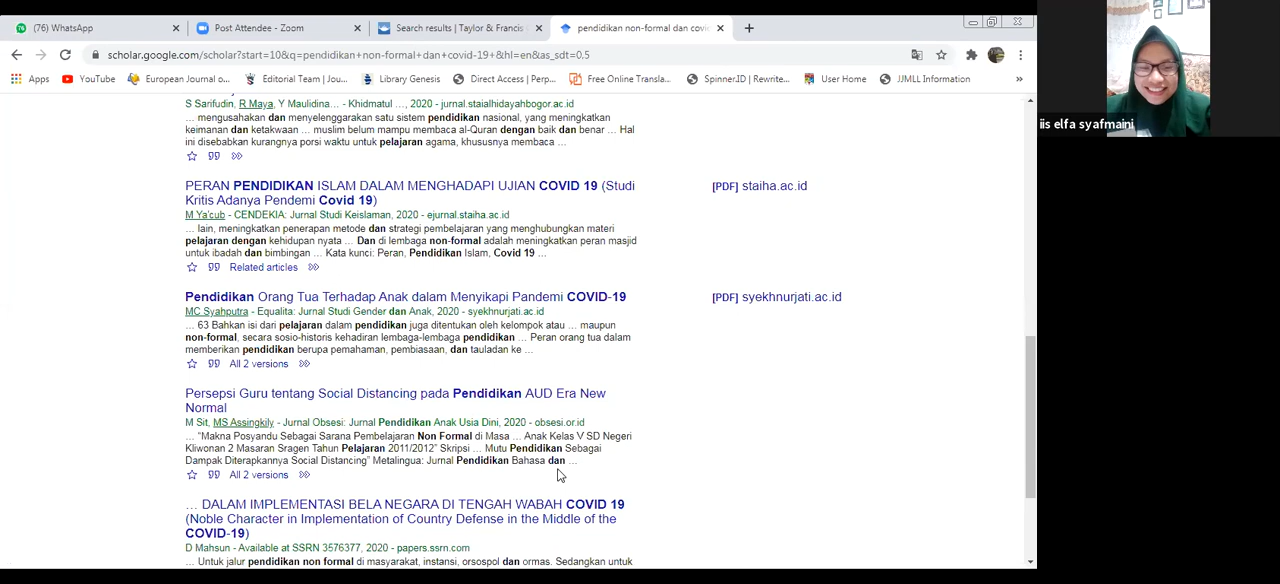 (76) WhatsApp
Post Attendee - Zoom
Search results | Taylor & Francis
pendidikan non-formal dan covi
scholar.google.com/scholar?start=10&q=pendidikan+non-formal+dan+covid-19+&hl=en&as_sdt=0.5
Apps
YouTube
European Journal o...
Editorial Team | Jou...
Library Genesis
Direct Access | Perp...
Free Online Transla...
Spinner.ID | Rewrite...
User Home
JJMLL Information
»
S Sarifudin, R Maya, Y Maulidina... - Khidmatul ..., 2020 - jurnal.staialhidayahbogor.ac.id
... mengusahakan dan menyelenggarakan satu sistem pendidikan nasional, yang meningkatkan
keimanan dan ketakwaan ... muslim belum mampu membaca al-Quran dengan baik dan benar ... Hal
ini disebabkan kurangnya porsi waktu untuk pelajaran agama, khususnya membaca ...
PERAN PENDIDIKAN ISLAM DALAM MENGHADAPI UJIAN COVID 19 (Studi
Kritis Adanya Pendemi Covid 19)
[PDF] staiha.ac.id
M Ya'cub - CENDEKIA: Jurnal Studi Keislaman, 2020 - ejurnal.staiha.ac.id
... lain, meningkatkan penerapan metode dan strategi pembelajaran yang menghubungkan materi
pelajaran dengan kehidupan nyata ... Dan di lembaga non-formal adalah meningkatkan peran masjid
untuk ibadah dan bimbingan ... Kata kunci: Peran, Pendidikan Islam, Covid 19 ...
Related articles
Pendidikan Orang Tua Terhadap Anak dalam Menyikapi Pandemi COVID-19
[PDF] syekhnurjati.ac.id
MC Syahputra - Equalita: Jurnal Studi Gender dan Anak, 2020 - syekhnurjati.ac.id
... 63 Bahkan isi dari pelajaran dalam pendidikan juga ditentukan oleh kelompok atau ... maupun
non-formal, secara sosio-historis kehadiran lembaga-lembaga pendidikan ... Peran orang tua dalam
memberikan pendidikan berupa pemahaman, pembiasaan, dan tauladan ke ...
All 2 versions
Persepsi Guru tentang Social Distancing pada Pendidikan AUD Era New
Normal
M Sit, MS Assingkily - Jurnal Obsesi: Jurnal Pendidikan Anak Usia Dini, 2020 - obsesi.or.id
... "Makna Posyandu Sebagai Sarana Pembelajaran Non Formal di Masa ... Anak Kelas V SD Negeri
Kliwonan 2 Masaran Sragen Tahun Pelajaran 2011/2012" Skripsi ... Mutu Pendidikan Sebagai
Dampak Diterapkannya Social Distancing" Metalingua: Jurnal Pendidikan Bahasa dan ...
All 2 versions
... DALAM IMPLEMENTASI BELA NEGARA DI TENGAH WABAH COVID 19
(Noble Character in Implementation of Country Defense in the Middle of the
COVID-19)
D Mahsun - Available at SSRN 3576377, 2020 - papers.ssrn.com
... Untuk jalur pendidikan non formal di masyarakat, instansi, orsospol dan ormas. Sedangkan untuk
iis elfa syafmaini